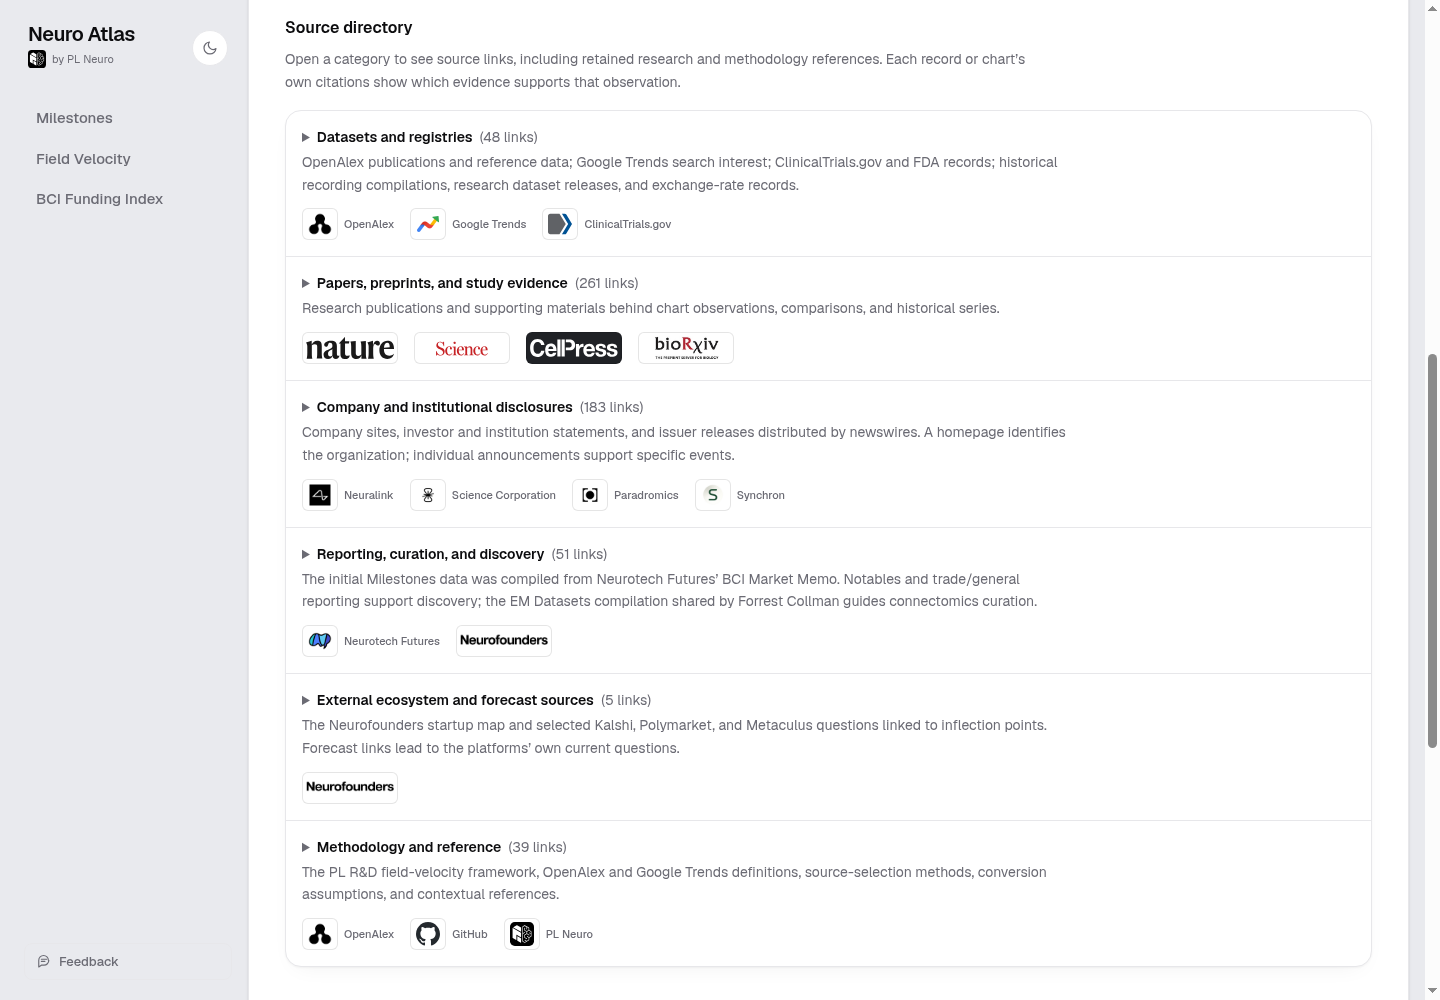 Neuro Atlas
by PL Neuro
Milestones
Field Velocity
BCI Funding Index
Feedback
Source directory
Open a category to see source links, including retained research and methodology references. Each record or chart’s
own citations show which evidence supports that observation.
Datasets and registries (48 links)
OpenAlex publications and reference data; Google Trends search interest; ClinicalTrials.gov and FDA records; historical
recording compilations, research dataset releases, and exchange-rate records.
OpenAlex Google Trends ClinicalTrials.gov
Papers, preprints, and study evidence (261 links)
Research publications and supporting materials behind chart observations, comparisons, and historical series.
nature Science CellPress bioRxiv
THE PREPRINT SERVER FOR BIOLOGY
Company and institutional disclosures (183 links)
Company sites, investor and institution statements, and issuer releases distributed by newswires. A homepage identifies
the organization; individual announcements support specific events.
Neuralink Science Corporation Paradromics S Synchron
Reporting, curation, and discovery (51 links)
The initial Milestones data was compiled from Neurotech Futures’ BCI Market Memo. Notables and trade/general
reporting support discovery; the EM Datasets compilation shared by Forrest Collman guides connectomics curation.
Neurotech Futures Neurofounders
External ecosystem and forecast sources (5 links)
The Neurofounders startup map and selected Kalshi, Polymarket, and Metaculus questions linked to inflection points.
Forecast links lead to the platforms’ own current questions.
Neurofounders
Methodology and reference (39 links)
The PL R&D field-velocity framework, OpenAlex and Google Trends definitions, source-selection methods, conversion
assumptions, and contextual references.
OpenAlex GitHub PL Neuro